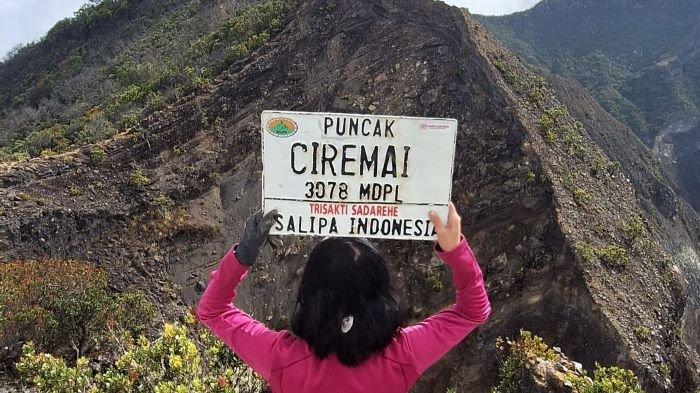 PUNCAK
CIREMAI
3078 MDPL
TRISAKTI SADAREHE
SALIPA INDONESIA